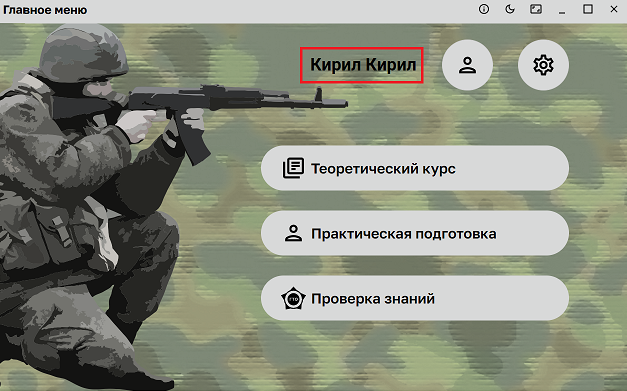 Главное меню
Кирил Кирил
Теоретический курс
Практическая подготовка
Проверка знаний